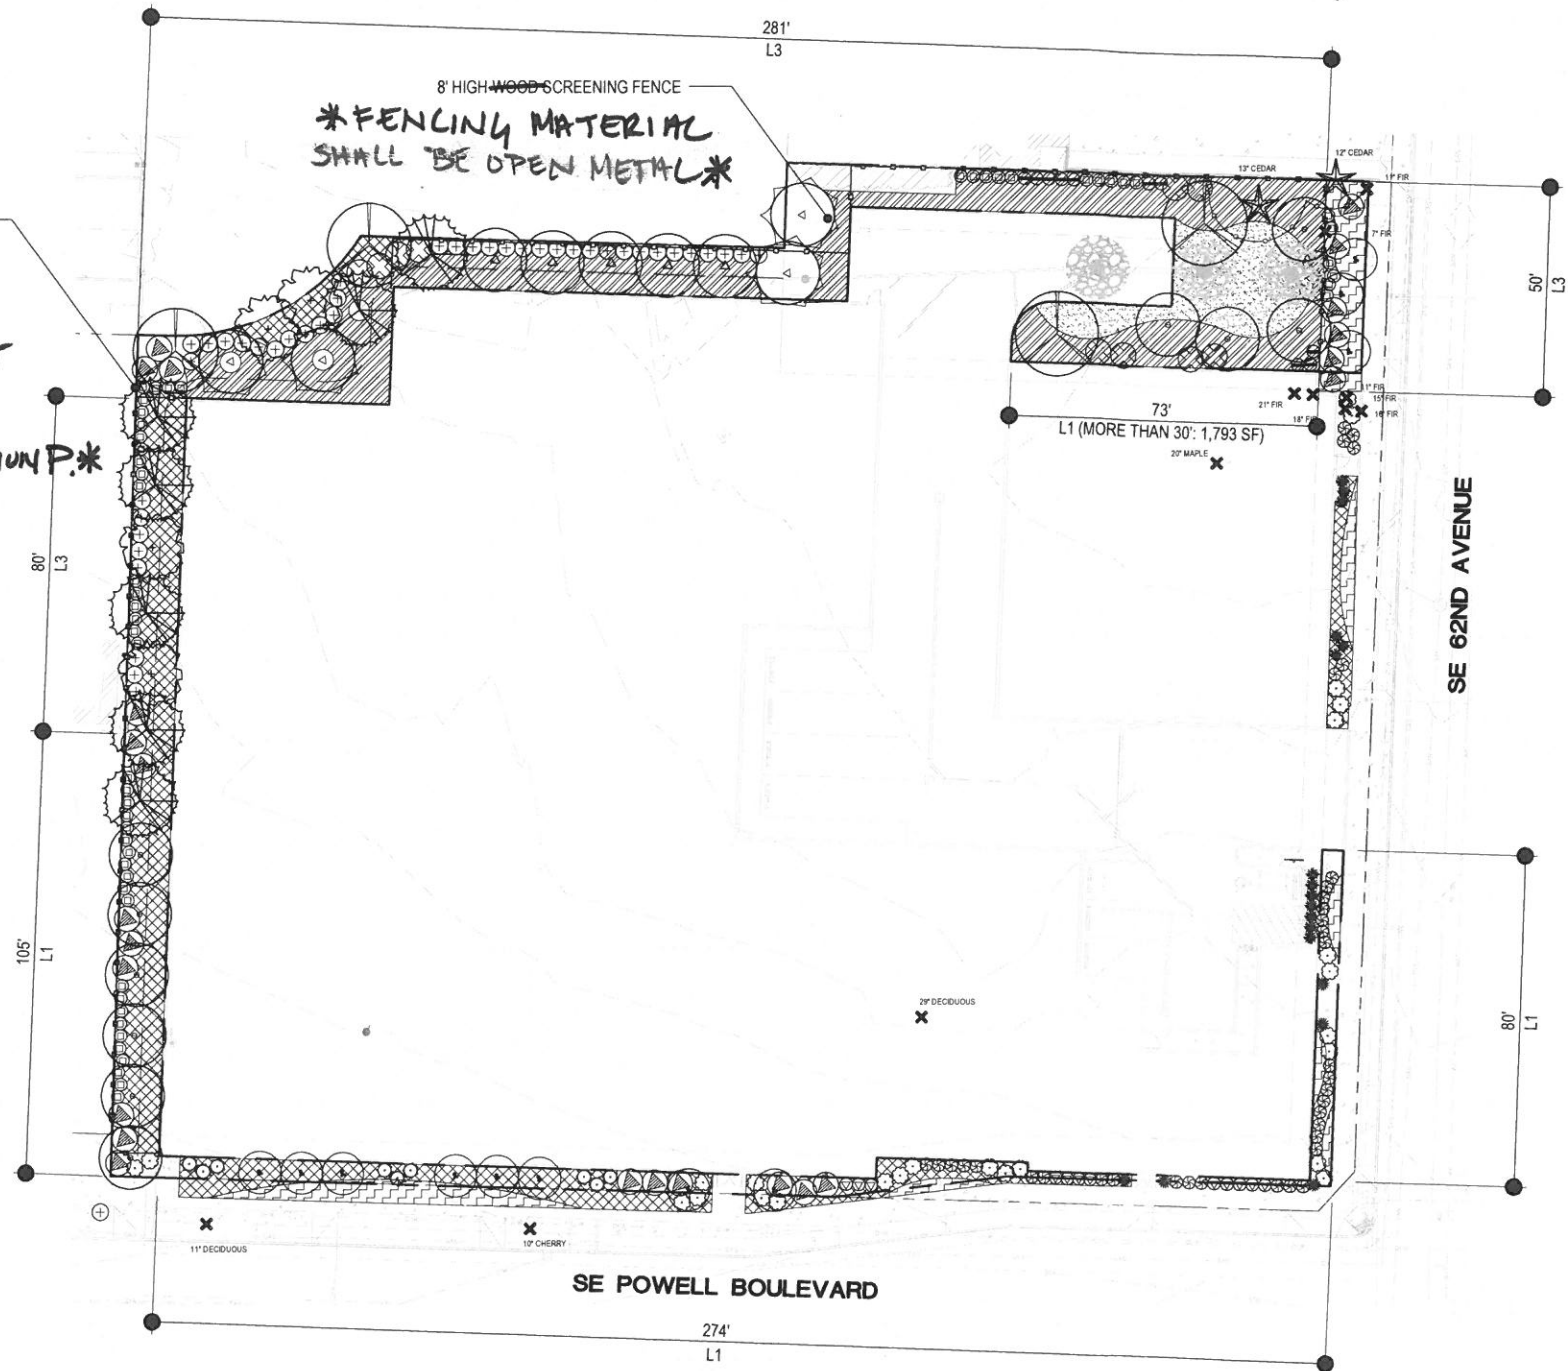 281'
L3
8' HIGH WOOD SCREENING FENCE
*FENCING MATERIAL
SHALL BE OPEN METAL*
12" CEDAR
13" CEDAR
11" FIR
7" FIR
50'
L3
11" FIR
15" FIR
16" FIR
21" FIR
18" FIR
73'
L1 (MORE THAN 30': 1,793 SF)
20" MAPLE
80'
L3
SE 62ND AVENUE
105'
L1
29" DECIDUOUS
80'
L1
11" DECIDUOUS
10" CHERRY
SE POWELL BOULEVARD
274'
L1